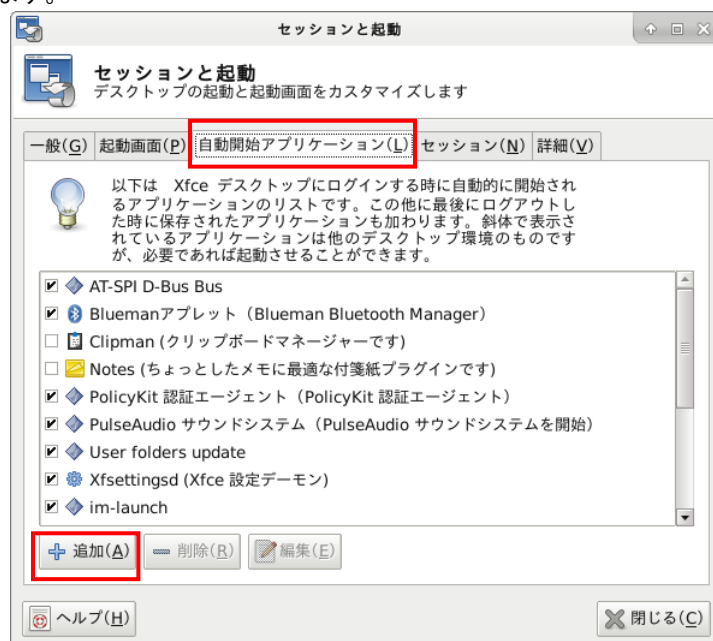 ます。
セッションと起動
セッションと起動
デスクトップの起動と起動画面をカスタマイズします
一般(G) 起動画面(P) 自動開始アプリケーション(L) セッション(N) 詳細(V)
以下は Xfce デスクトップにログインする時に自動的に開始され
るアプリケーションのリストです。この他に最後にログアウトし
た時に保存されたアプリケーションも加わります。斜体で表示さ
れているアプリケーションは他のデスクトップ環境のものです
が、必要であれば起動させることができます。
AT-SPI D-Bus Bus
Bluemanアプレット（Blueman Bluetooth Manager）
Clipman (クリップボードマネージャーです)
Notes (ちょっとしたメモに最適な付箋紙プラグインです)
PolicyKit 認証エージェント（PolicyKit 認証エージェント）
PulseAudio サウンドシステム（PulseAudio サウンドシステムを開始）
User folders update
Xfsettingsd (Xfce 設定デーモン)
im-launch
追加(A) 削除(R) 編集(E)
ヘルプ(H) 閉じる(C)